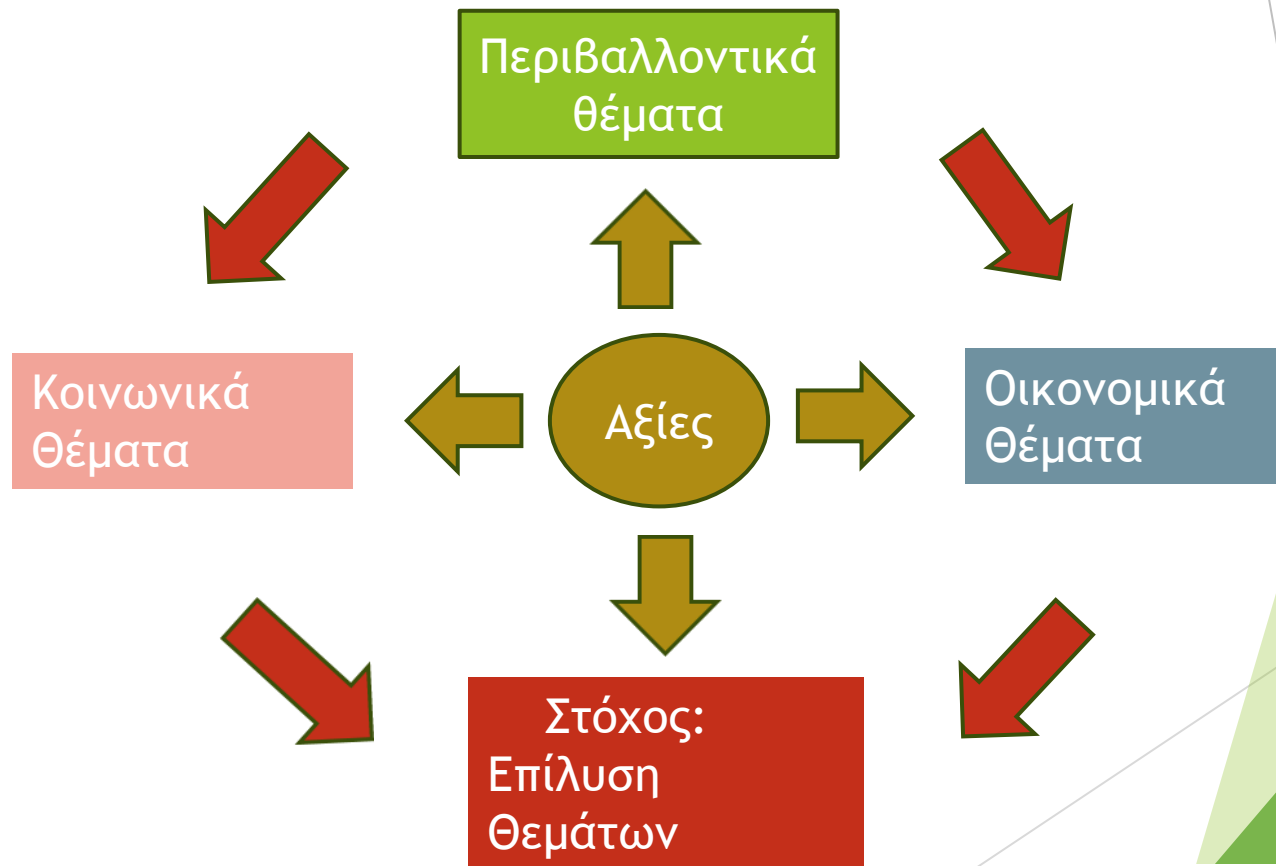 Περιβαλλοντικά
θέματα
Κοινωνικά
Θέματα
Αξίες
Οικονομικά
Θέματα
Στόχος:
Επίλυση
Θεμάτων